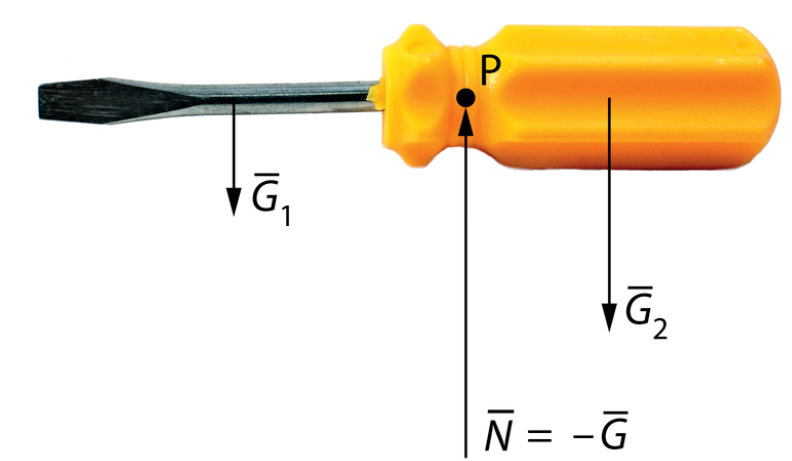 P
G̅₁
G̅₂
N̅ = −G̅